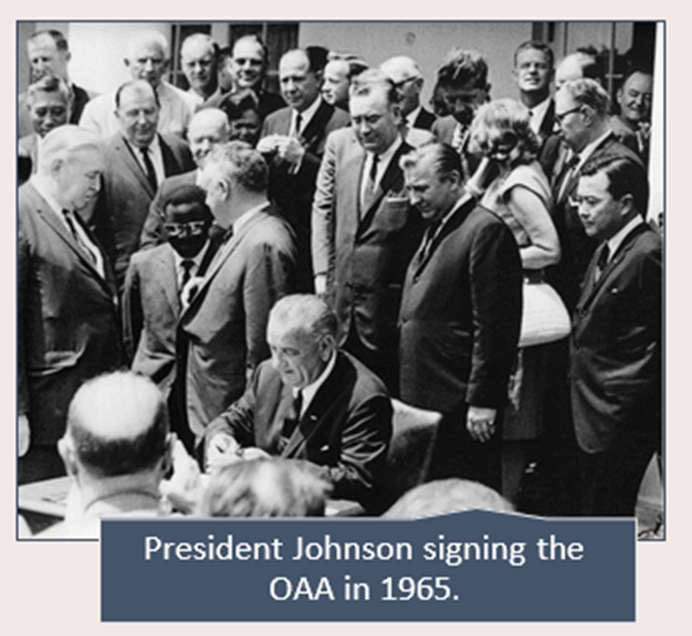 President Johnson signing the
OAA in 1965.